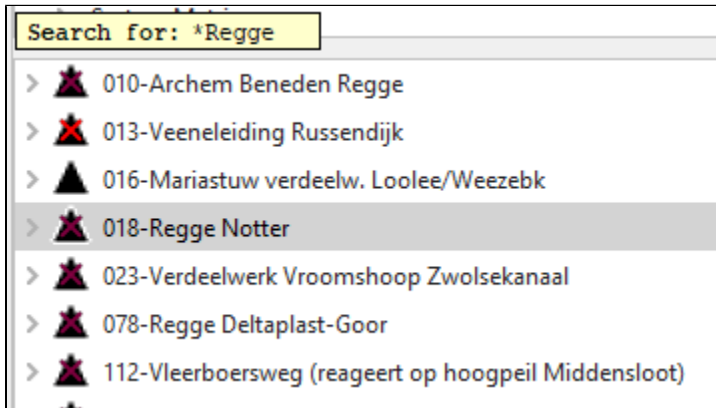 Search for: *Regge
010-Archem Beneden Regge
013-Veeneleiding Russendijk
016-Mariastuw verdeelw. Loolee/Weezebk
018-Regge Notter
023-Verdeelwerk Vroomshoop Zwolsekanaal
078-Regge Deltaplast-Goor
112-Vleerboersweg (reageert op hoogpeil Middensloot)